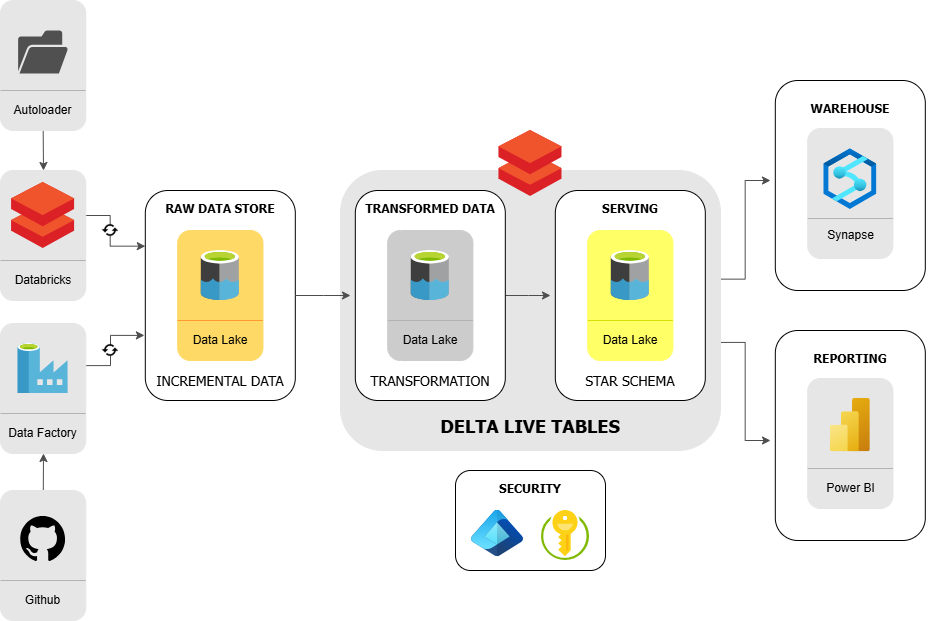 Autoloader
Databricks
Data Factory
Github
RAW DATA STORE
Data Lake
INCREMENTAL DATA
TRANSFORMED DATA
Data Lake
TRANSFORMATION
SERVING
Data Lake
STAR SCHEMA
DELTA LIVE TABLES
SECURITY
WAREHOUSE
Synapse
REPORTING
Power BI